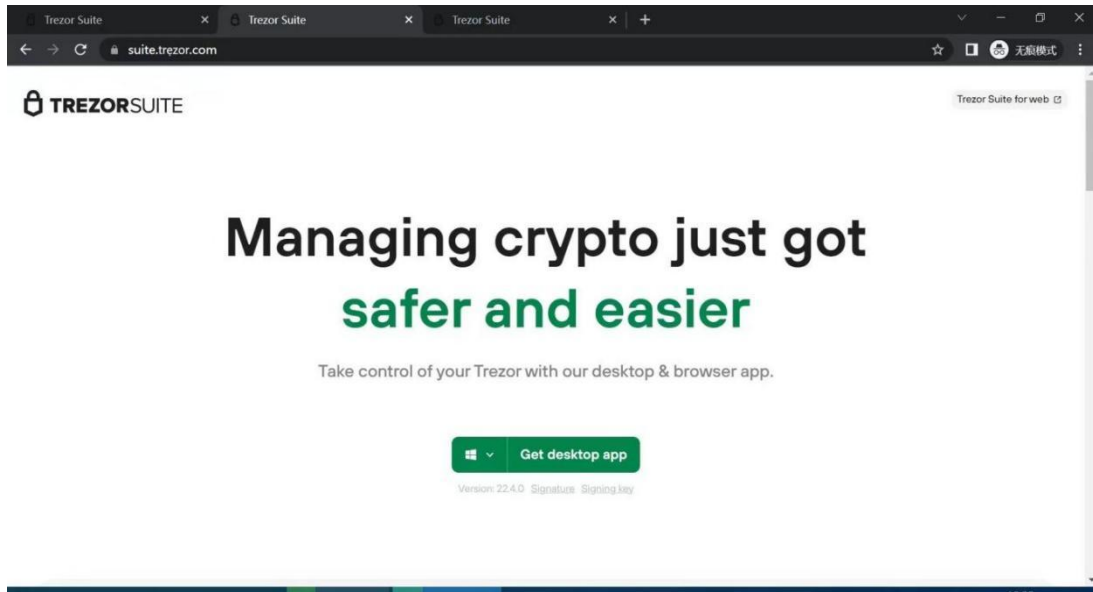 Trezor Suite
Trezor Suite
Trezor Suite
suite.trẹzor.com
无痕模式
TREZORSUITE
Trezor Suite for web
Managing crypto just got
safer and easier
Take control of your Trezor with our desktop & browser app.
Get desktop app
Version: 22.4.0 Signature Signing key